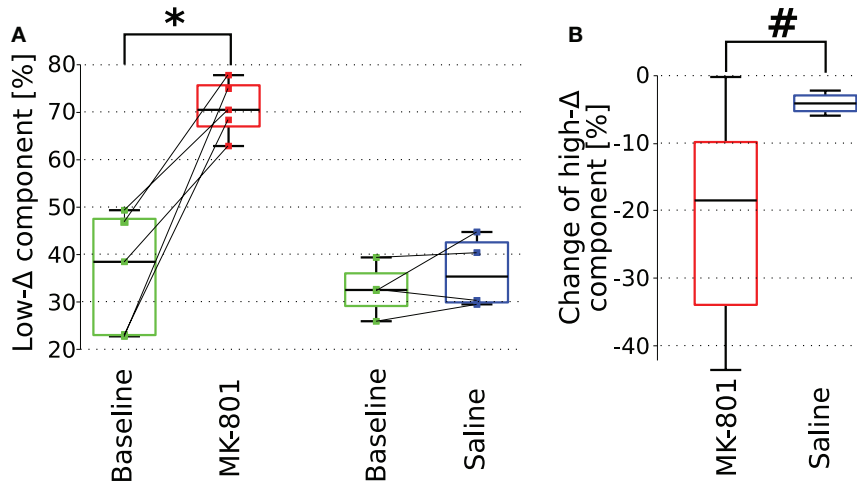 A
*
Low-Δ component [%]
80
70
60
50
40
30
20
Baseline
MK-801
Baseline
Saline
B
#
Change of high-Δ
component [%]
0
-10
-20
-30
-40
MK-801
Saline